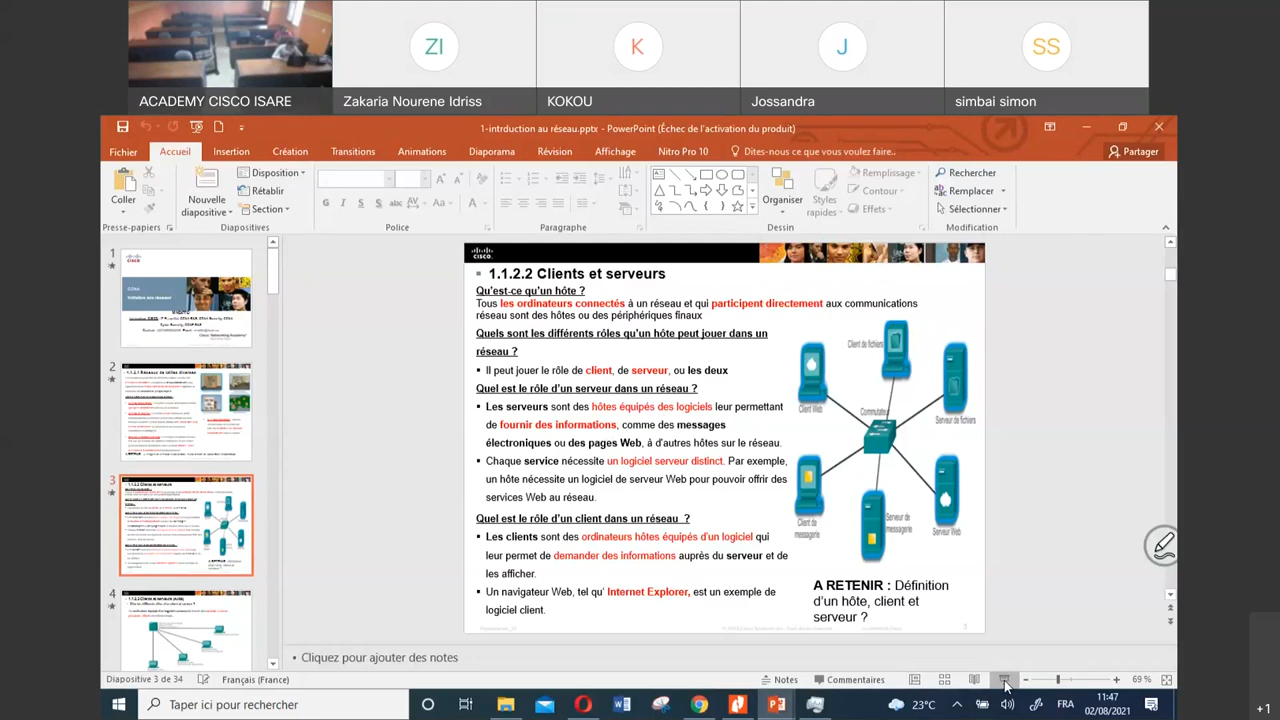 ZI
K
J
SS
ACADEMY CISCO ISARE
Zakaria Nourene Idriss
KOKOU
Jossandra
simbai simon
1-intrduction au réseau.pptx - PowerPoint (Échec de l'activation du produit)
Fichier
Accueil
Insertion
Création
Transitions
Animations
Diaporama
Révision
Affichage
Nitro Pro 10
Dites-nous ce que vous voulez faire..
Partager
Coller
Nouvelle
diapositive
Disposition
Rétablir
Section
G I S S abc AV Aa A
Organiser
Styles
rapides
Remplissage
Contour
Effets
Rechercher
Remplacer
Sélectionner
Presse-papiers
Diapositives
Police
Paragraphe
Dessin
Modification
1
2
3
4
CISCO
1.1.2.2 Clients et serveurs
Qu'est-ce qu'un hôte ?
Tous les ordinateurs connectés à un réseau et qui participent directement aux communications
réseau sont des hôtes ou des périphériques finaux
Quels sont les différents rôles qu'un hôte peut jouer dans un
réseau ?
Il peut jouer le rôle de client, de serveur, ou les deux
Les serveurs sont des hôtes équipés des logiciels leur permettant
de fournir des informations, comme des messages
électroniques ou des pages Web, à d'autres hôtes sur le réseau.
Chaque service nécessite un logiciel serveur distinct. Par exemple,
un hôte nécessite un logiciel de serveur Web pour pouvoir offrir des
services Web au réseau.
Quel est le rôle d'un client dans un réseau ?
Les clients sont des ordinateurs hôtes équipés d'un logiciel qui
leur permet de demander des informations auprès du serveur et de
les afficher.
Un navigateur Web, tel qu'Internet Explorer, est un exemple de
logiciel client.
Client de fichiers
Client Web
Commutateur
Serveur de fichiers
Client de
messagerie
Serveur de
messagerie
Serveur Web
A RETENIR : Définition
d'un hôte, client et
serveur ?
3
Cliquez pour ajouter des notes
Diapositive 3 de 34
Français (France)
Notes
Commentaires
69 %
Taper ici pour rechercher
23°C
FRA
11:47
02/08/2021
+1